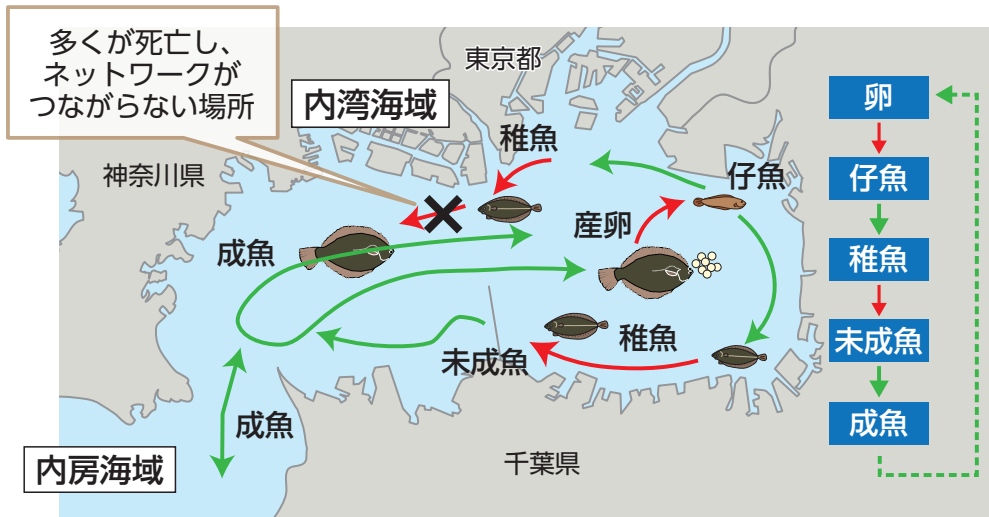 多くが死亡し、
ネットワークが
つながらない場所
東京都
内湾海域
稚魚
神奈川県
仔魚
産卵
成魚
稚魚
未成魚
成魚
内房海域
千葉県
卵
仔魚
稚魚
未成魚
成魚